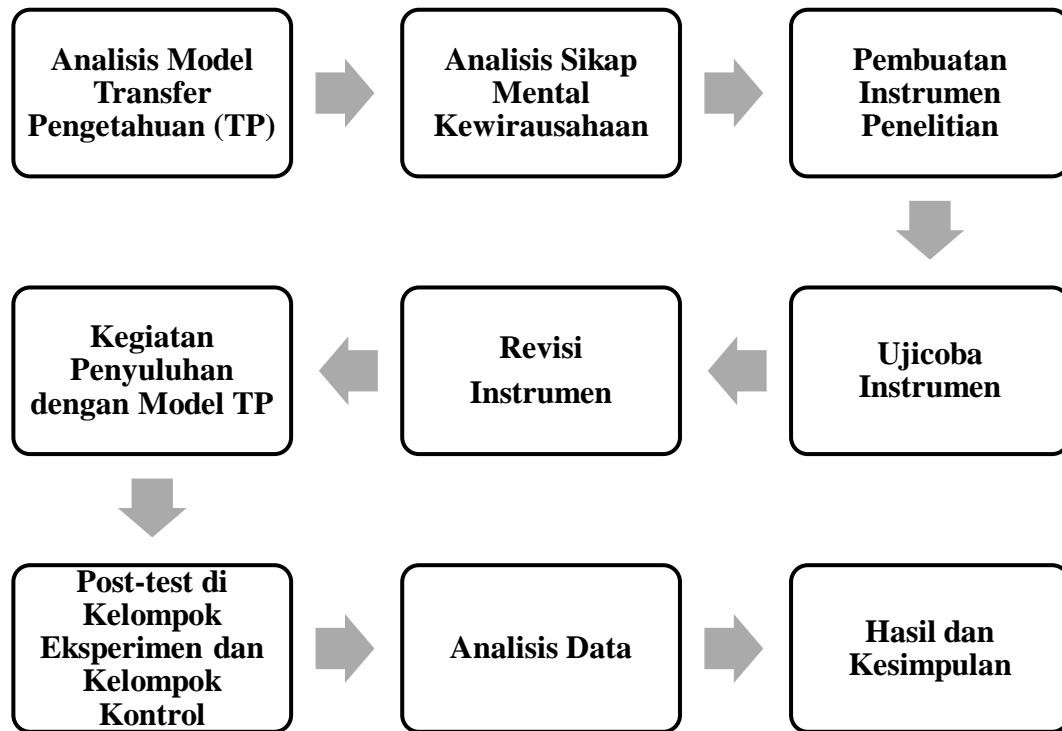 Analisis Model
Transfer
Pengetahuan (TP)
Analisis Sikap
Mental
Kewirausahaan
Pembuatan
Instrumen
Penelitian
Ujicoba
Instrumen
Revisi
Instrumen
Kegiatan
Penyuluhan
dengan Model TP
Post-test di
Kelompok
Eksperimen dan
Kelompok
Kontrol
Analisis Data
Hasil dan
Kesimpulan